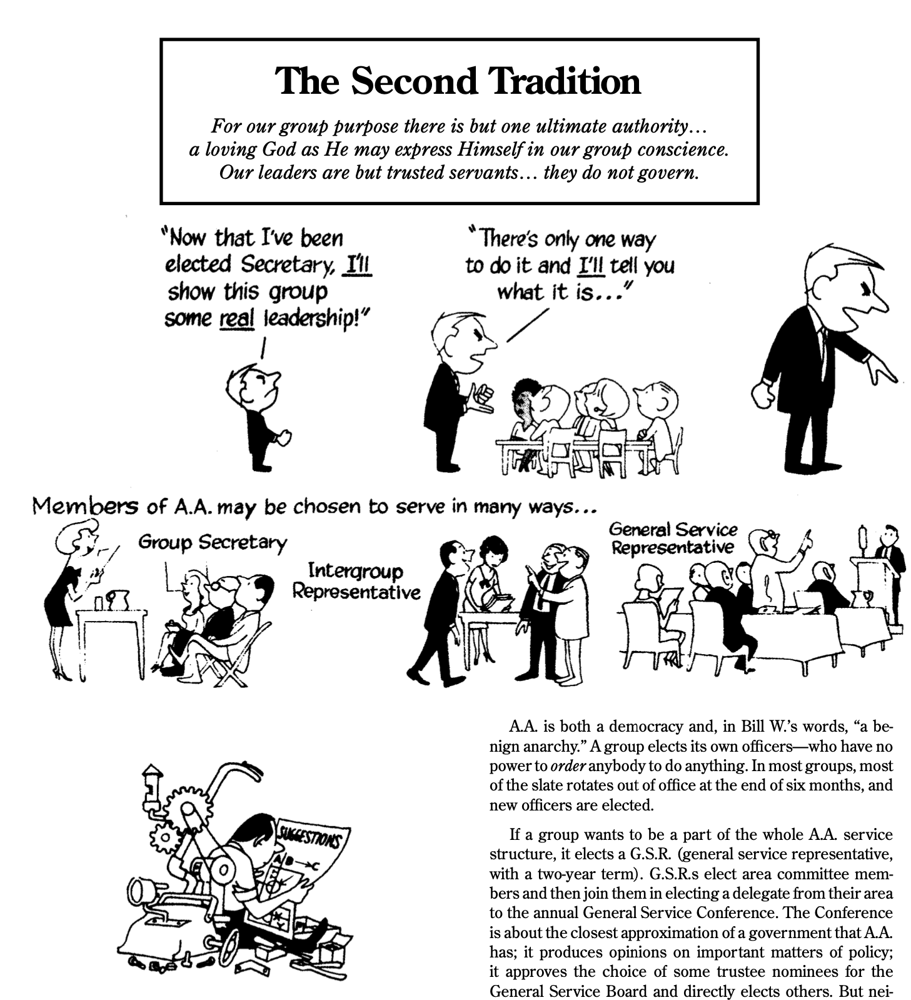 The Second Tradition
For our group purpose there is but one ultimate authority…
a loving God as He may express Himself in our group conscience.
Our leaders are but trusted servants… they do not govern.
"Now that I've been
elected Secretary, I'll
show this group
some real leadership!"
"There's only one way
to do it and I'll tell you
what it is..."
Members of A.A. may be chosen to serve in many ways...
Group Secretary
Intergroup
Representative
General Service
Representative
SUGGESTIONS
A B → C
A.A. is both a democracy and, in Bill W.'s words, “a be-
nign anarchy.” A group elects its own officers—who have no
power to order anybody to do anything. In most groups, most
of the slate rotates out of office at the end of six months, and
new officers are elected.
If a group wants to be a part of the whole A.A. service
structure, it elects a G.S.R. (general service representative,
with a two-year term). G.S.R.s elect area committee mem-
bers and then join them in electing a delegate from their area
to the annual General Service Conference. The Conference
is about the closest approximation of a government that A.A.
has; it produces opinions on important matters of policy;
it approves the choice of some trustee nominees for the
General Service Board and directly elects others. But nei-